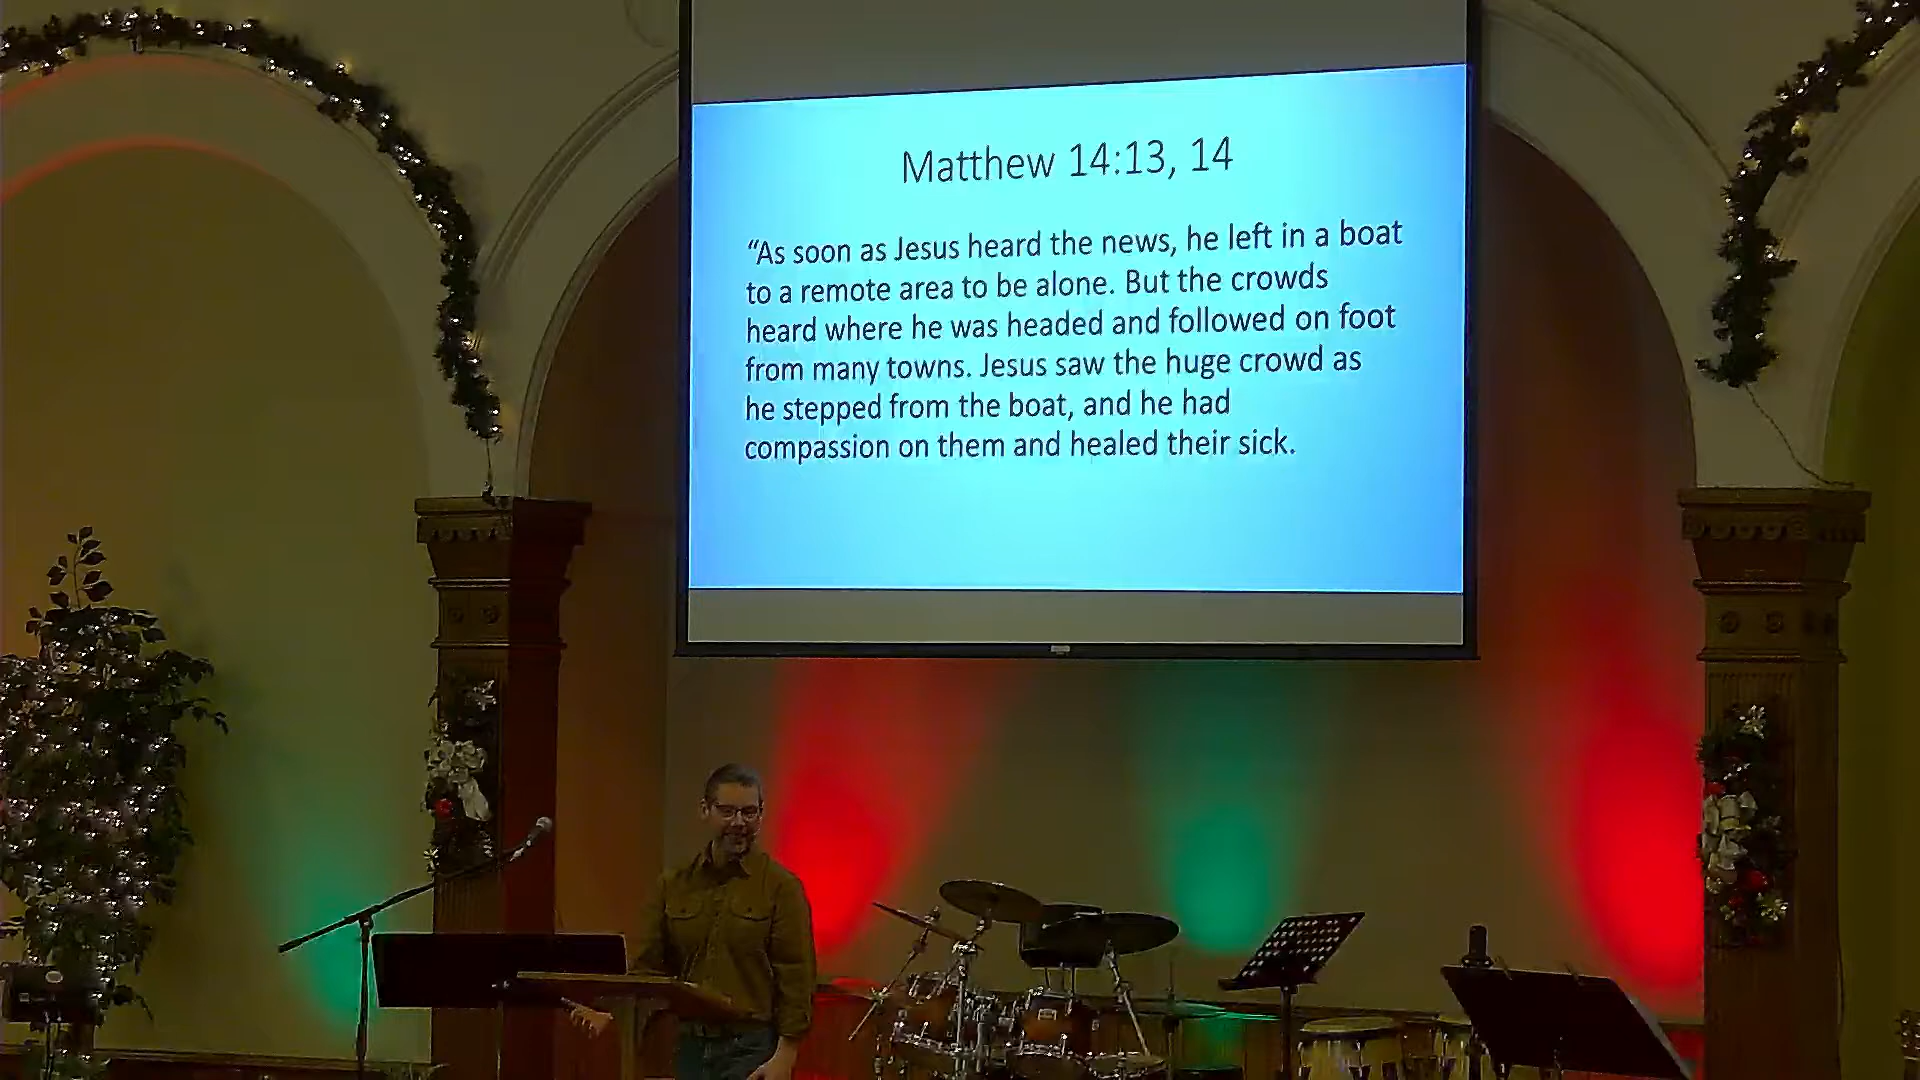 Matthew 14:13, 14
“As soon as Jesus heard the news, he left in a boat
to a remote area to be alone. But the crowds
heard where he was headed and followed on foot
from many towns. Jesus saw the huge crowd as
he stepped from the boat, and he had
compassion on them and healed their sick.